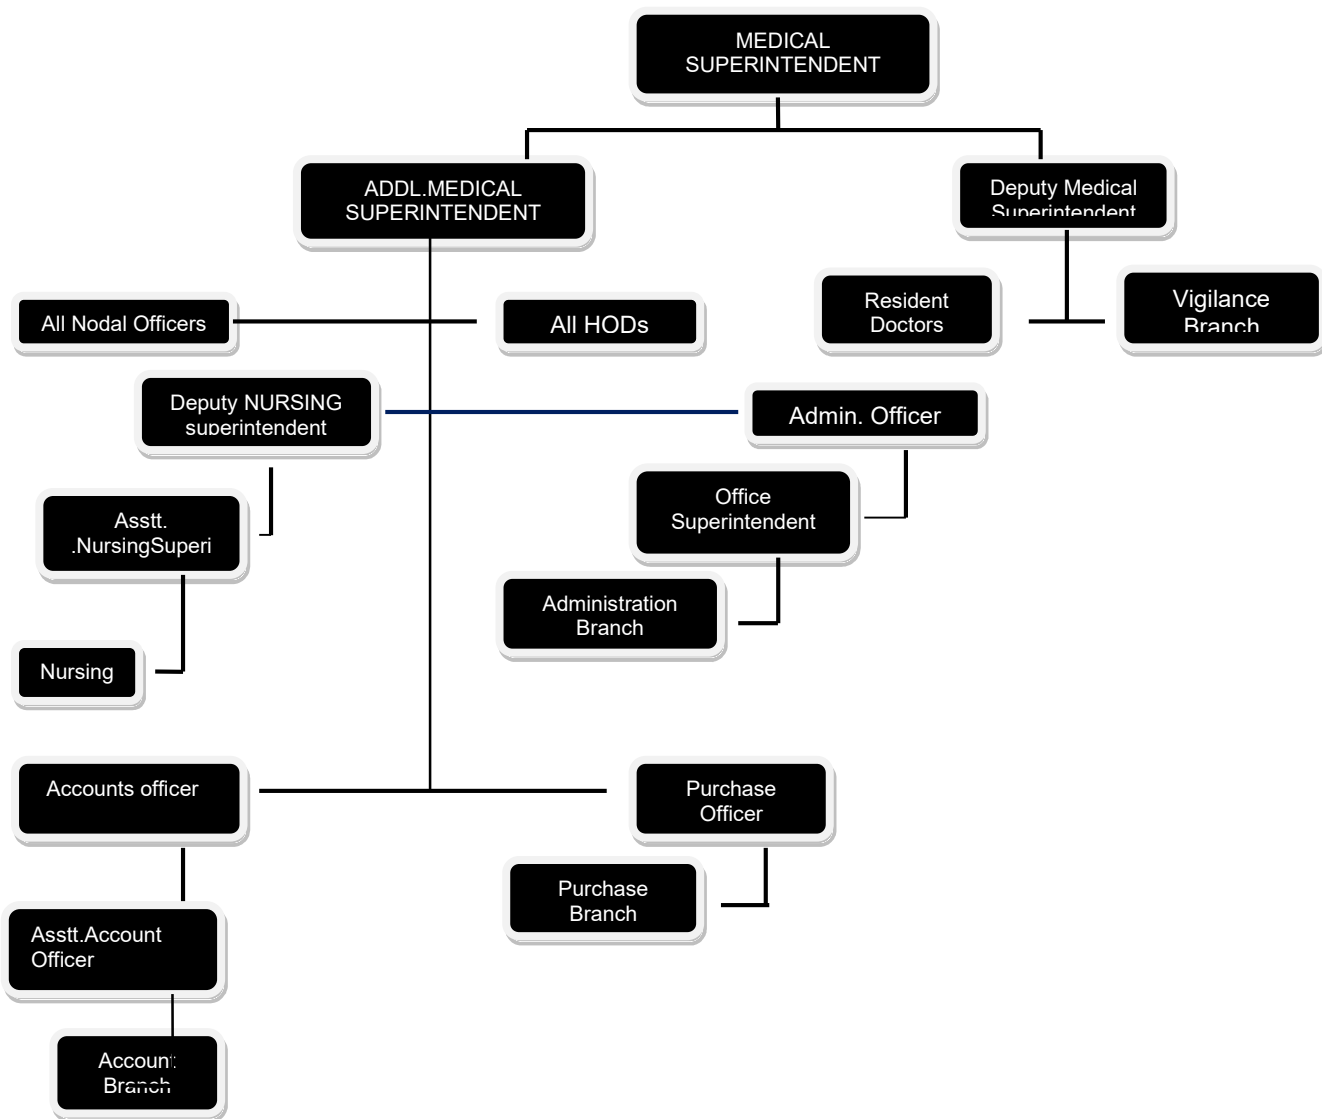 MEDICAL
SUPERINTENDENT
ADDL.MEDICAL
SUPERINTENDENT
Deputy Medical
Superintendent
All Nodal Officers
All HODs
Resident
Doctors
Vigilance
Branch
Deputy NURSING
superintendent
Admin. Officer
Asstt.
.NursingSuperi
Office
Superintendent
Administration
Branch
Nursing
Accounts officer
Purchase
Officer
Purchase
Branch
Asstt.Account
Officer
Account
Branch